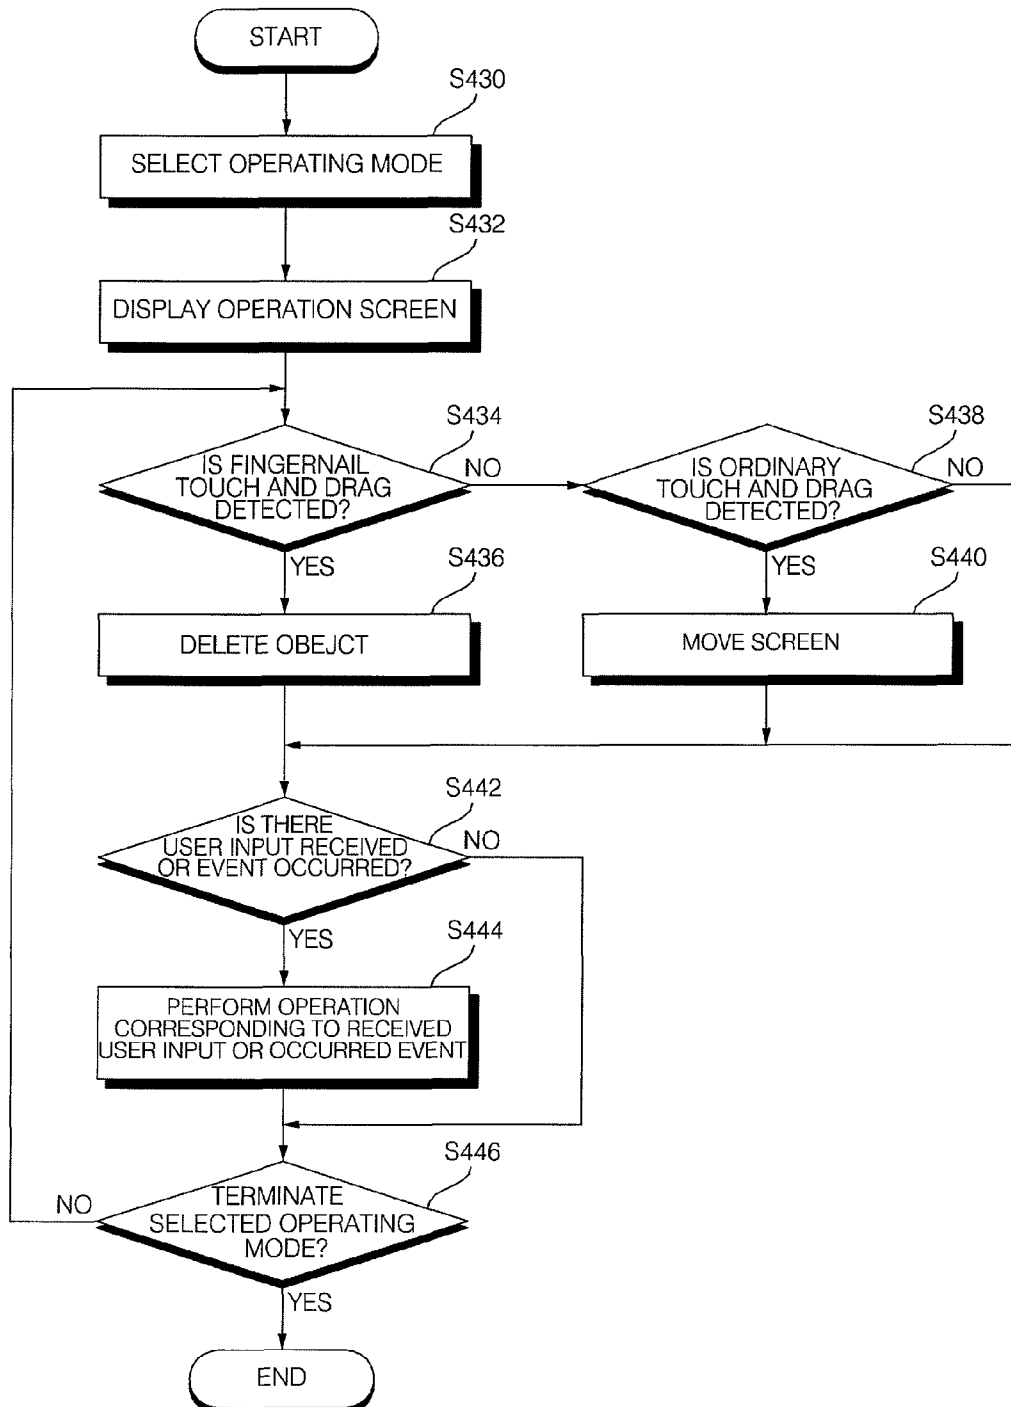 START
S430
SELECT OPERATING MODE
S432
DISPLAY OPERATION SCREEN
S434
IS FINGERNAIL
TOUCH AND DRAG
DETECTED?
NO
YES
S438
IS ORDINARY
TOUCH AND DRAG
DETECTED?
NO
YES
S436
DELETE OBEJCT
S440
MOVE SCREEN
S442
IS THERE
USER INPUT RECEIVED
OR EVENT OCCURRED?
NO
YES
S444
PERFORM OPERATION
CORRESPONDING TO RECEIVED
USER INPUT OR OCCURRED EVENT
S446
TERMINATE
SELECTED OPERATING
MODE?
NO
YES
END